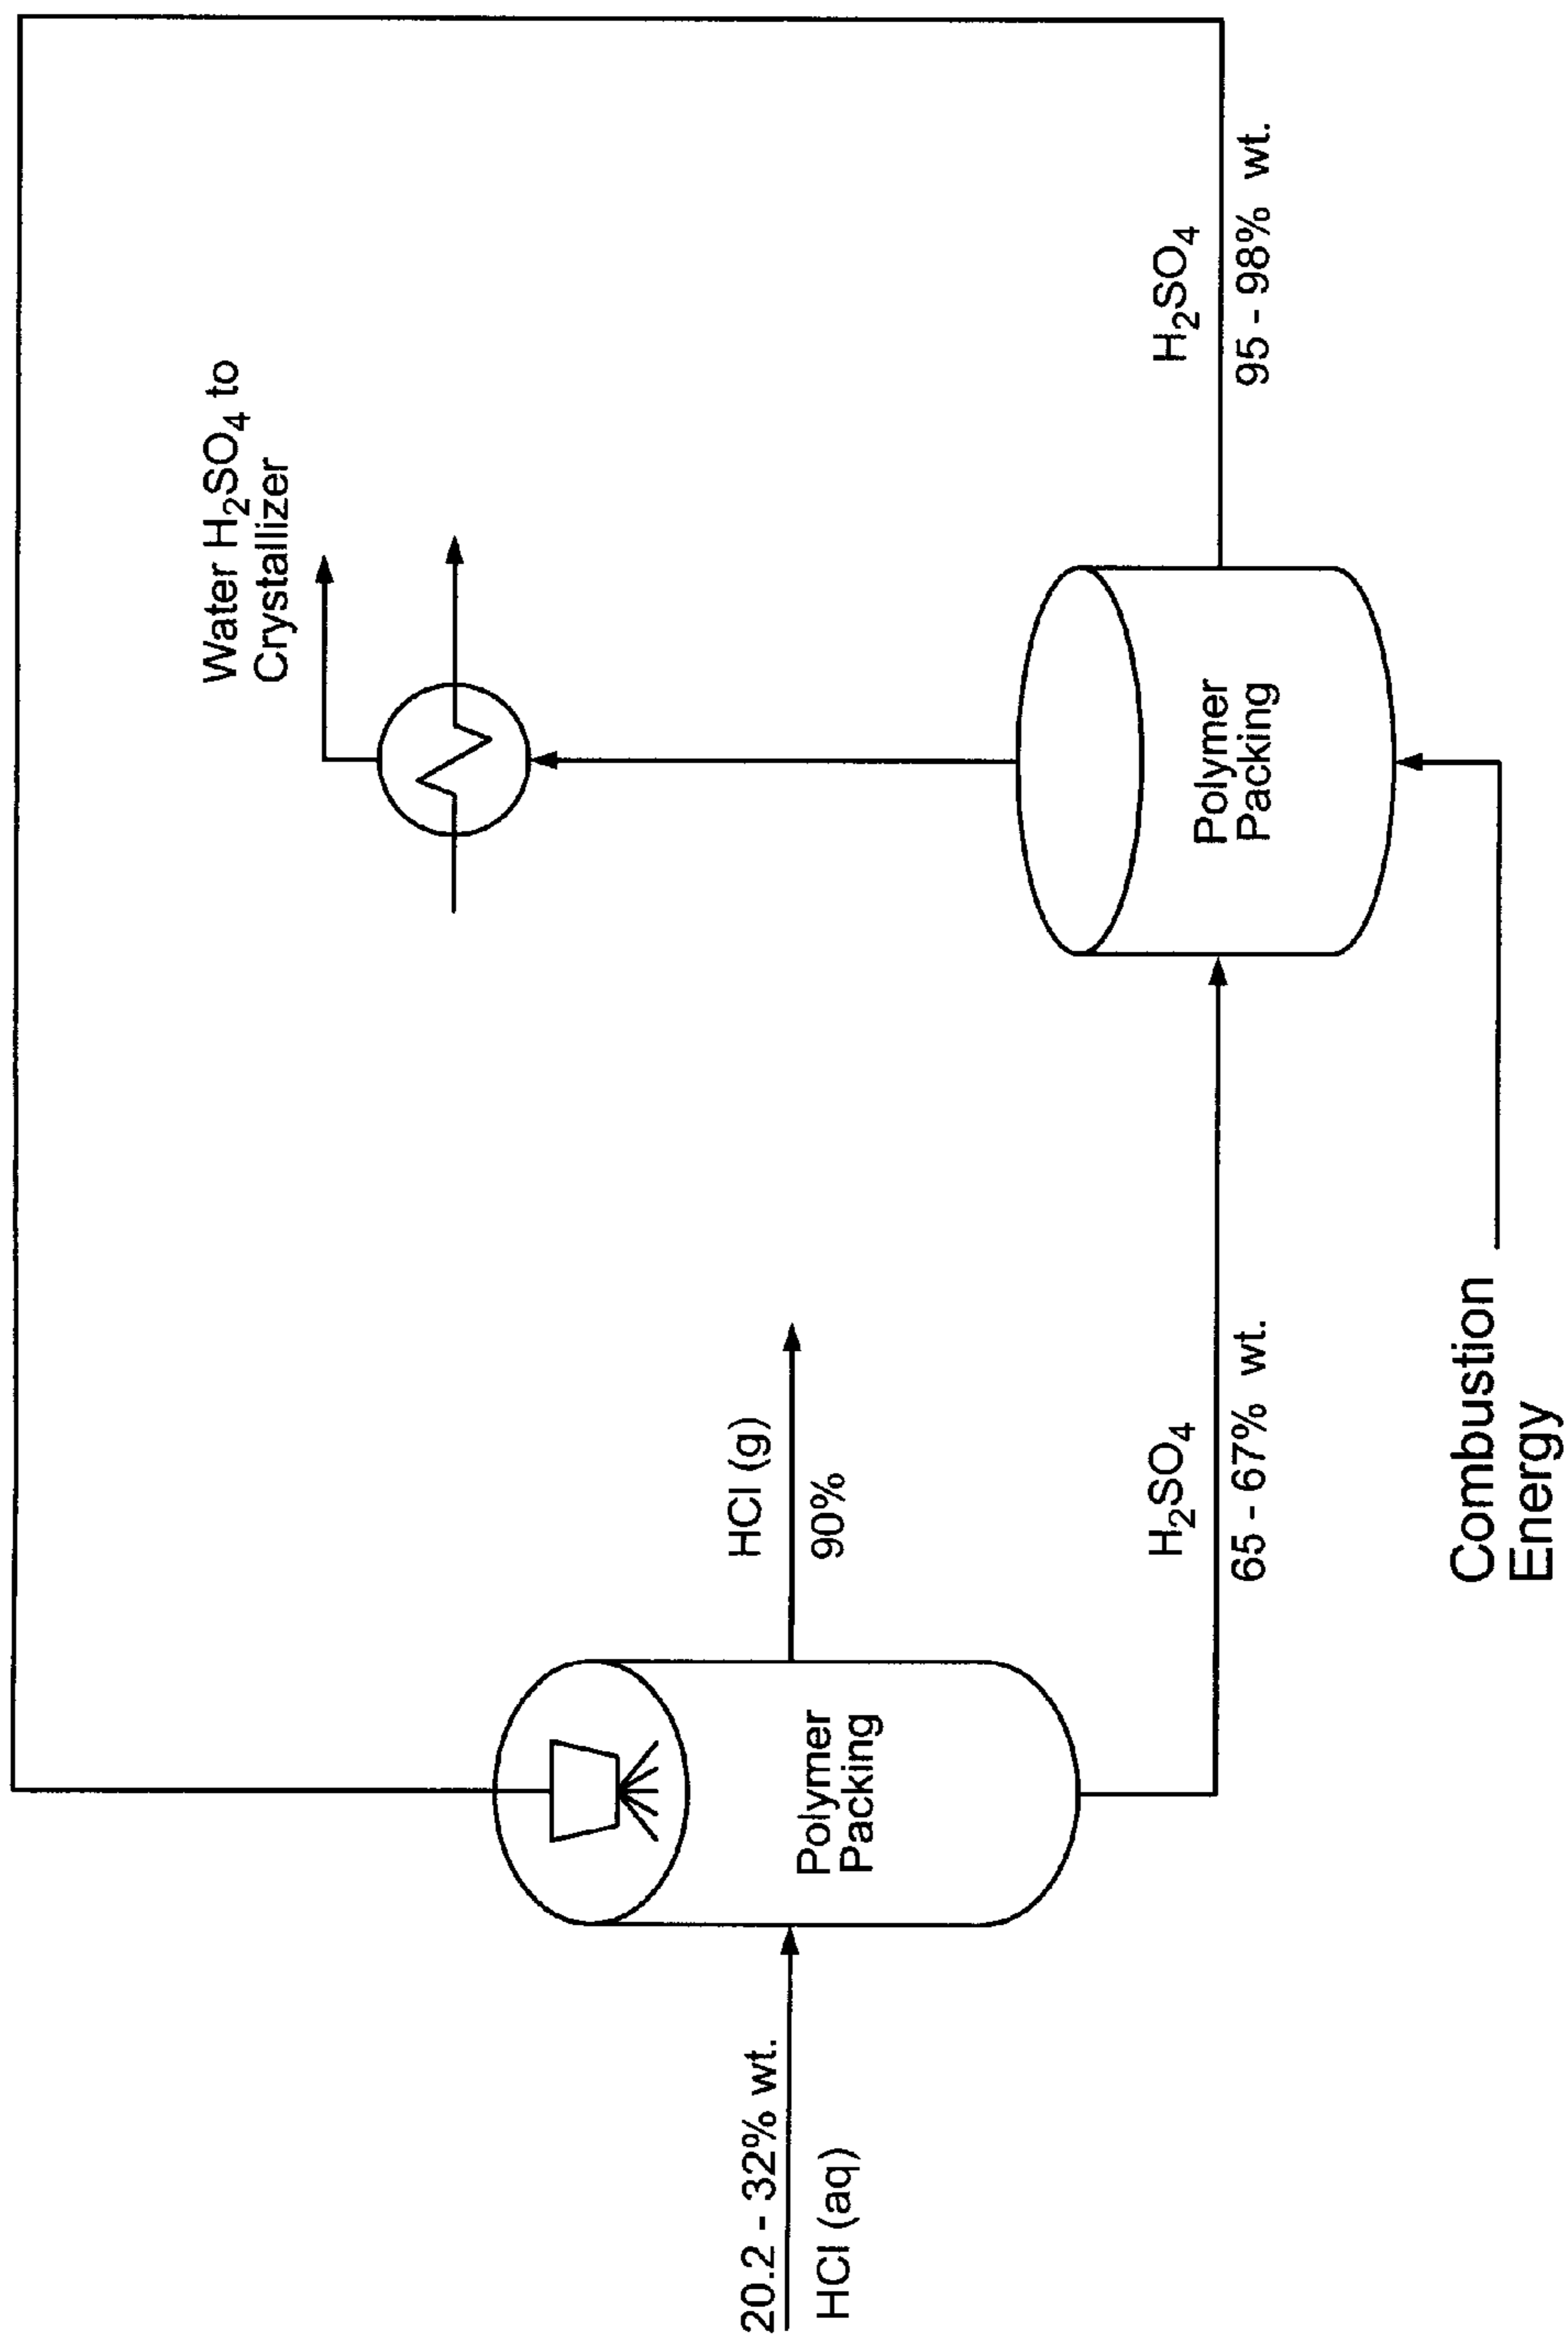 Water H₂SO₄ to
Crystallizer
20.2 - 32% wt.
HCl (aq)
Polymer
Packing
HCl (g)
90%
H₂SO₄
65 - 67% wt.
Polymer
Packing
H₂SO₄
95 - 98% wt.
Combustion
Energy